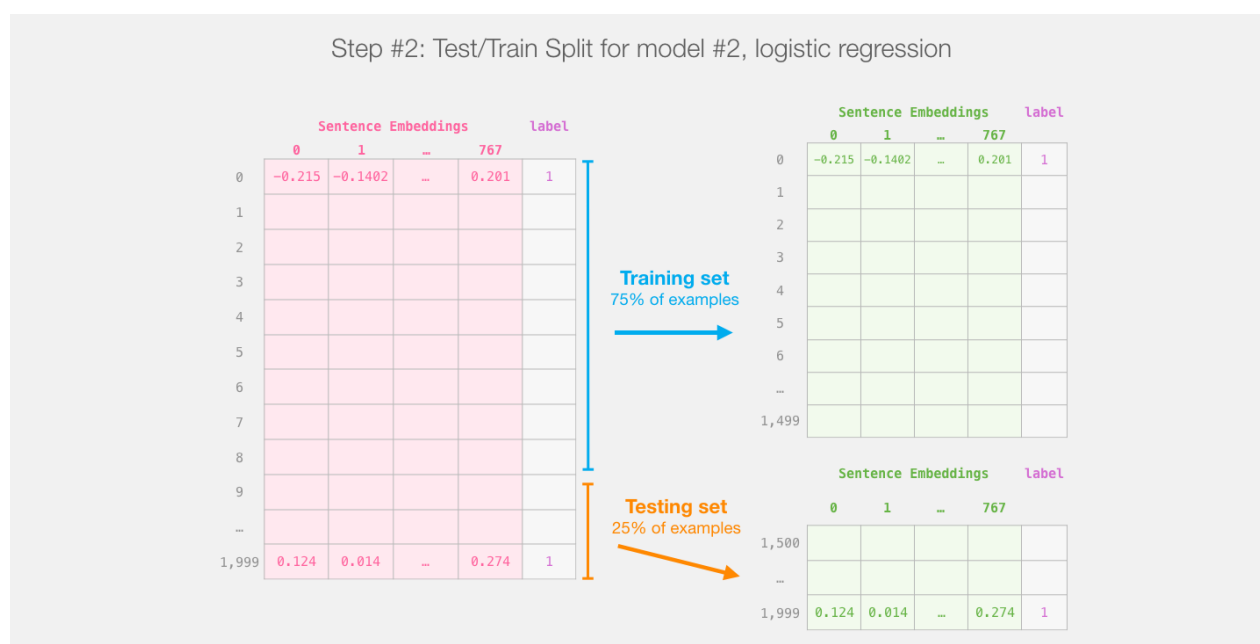 Step #2: Test/Train Split for model #2, logistic regression
Sentence Embeddings label
0 1 … 767
0 −0.215 −0.1402 … 0.201 1
1
2
3
4
5
6
7
8
9
…
1,999 0.124 0.014 … 0.274 1
Training set
75% of examples
Testing set
25% of examples
Sentence Embeddings label
0 1 … 767
0 −0.215 −0.1402 … 0.201 1
1
2
3
4
5
6
…
1,499
Sentence Embeddings label
0 1 … 767
1,500
…
1,999 0.124 0.014 … 0.274 1